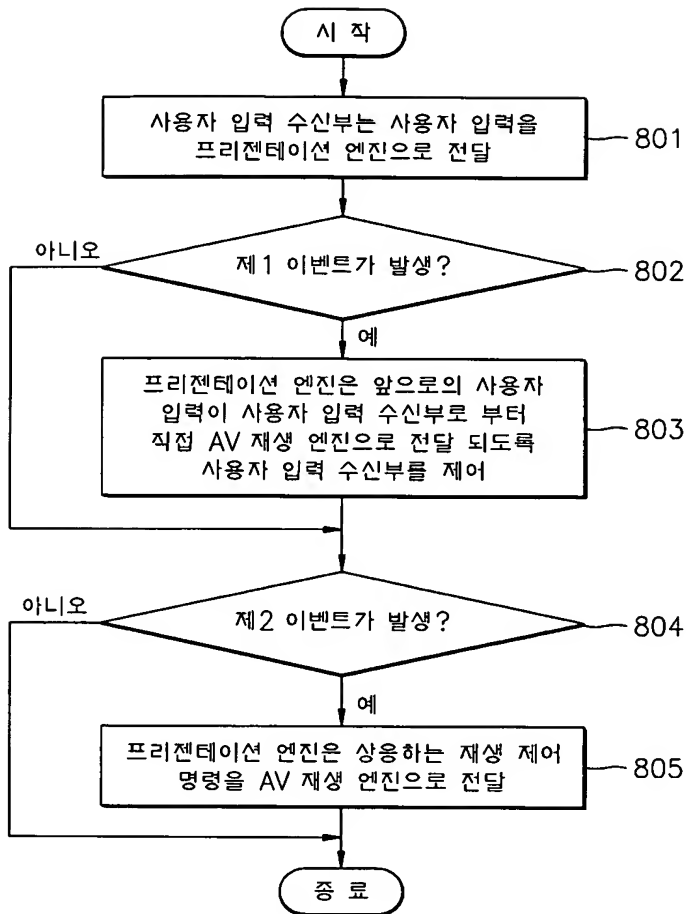 시 작
사용자 입력 수신부는 사용자 입력을
프리젠테이션 엔진으로 전달
801
아니오
제1 이벤트가 발생?
802
예
프리젠테이션 엔진은 앞으로의 사용자
입력이 사용자 입력 수신부로 부터
직접 AV 재생 엔진으로 전달 되도록
사용자 입력 수신부를 제어
803
아니오
제2 이벤트가 발생?
804
예
프리젠테이션 엔진은 상응하는 재생 제어
명령을 AV 재생 엔진으로 전달
805
종 료